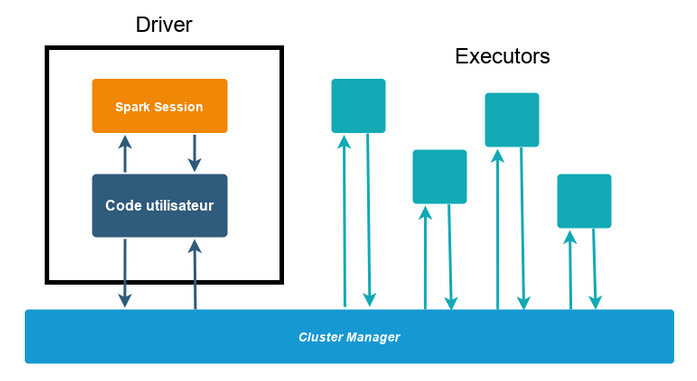 Driver
Executors
Spark Session
Code utilisateur
Cluster Manager